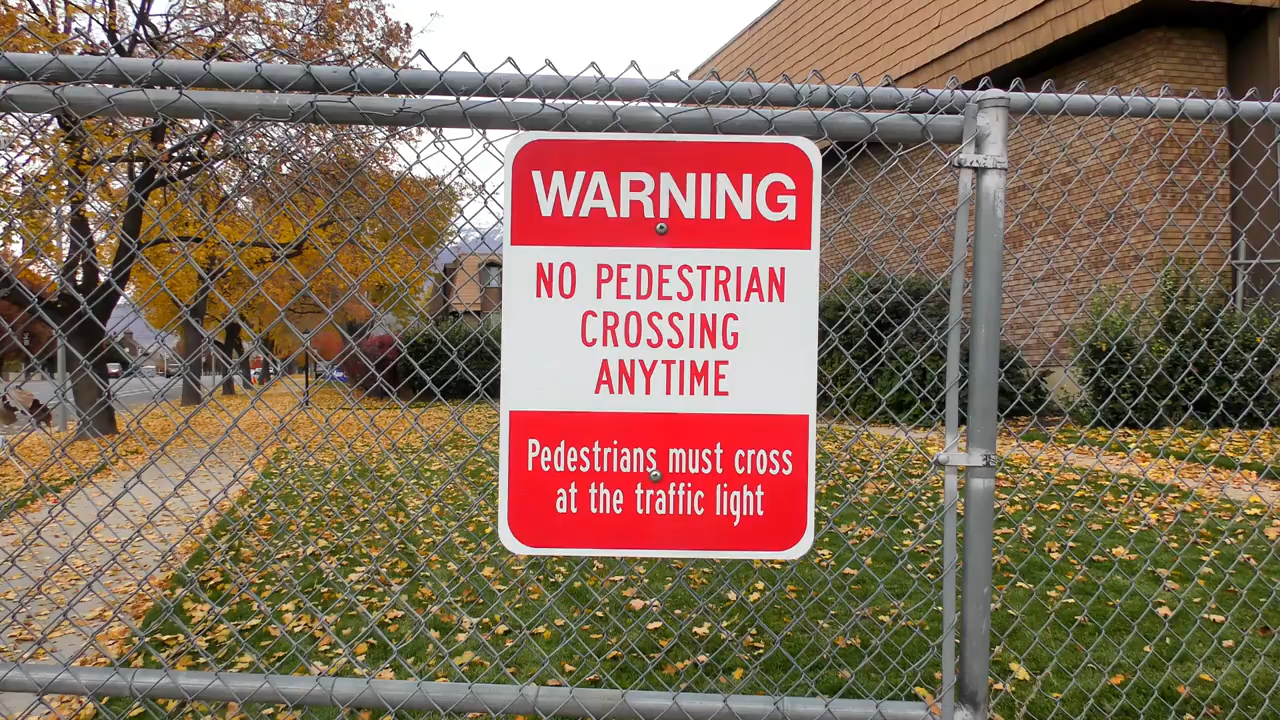 WARNING
NO PEDESTRIAN
CROSSING
ANYTIME
Pedestrians must cross
at the traffic light